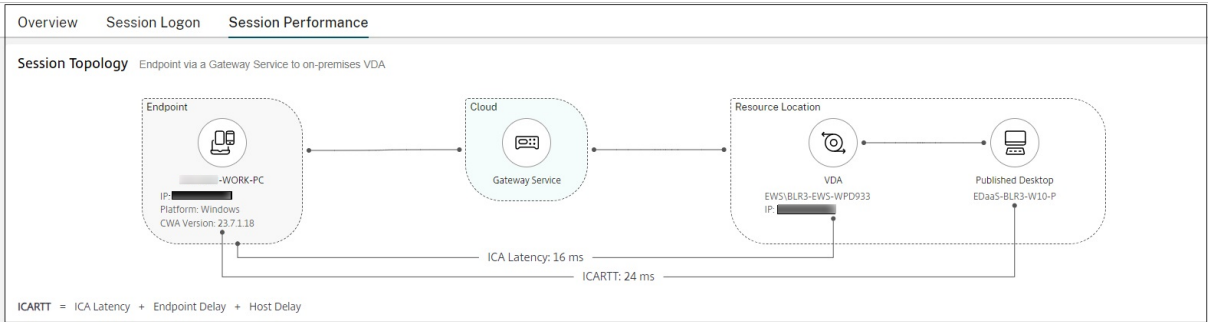 Overview Session Logon Session Performance
Session Topology Endpoint via a Gateway Service to on-premises VDA
Endpoint Cloud Resource Location
-WORK-PC Gateway Service VDA Published Desktop
IP: EWS\BLR3-EWS-WPD933 EDaaS-BLR3-W10-P
Platform: Windows IP:
CWA Version: 23.7.1.18
ICA Latency: 16 ms
ICARTT: 24 ms
ICARTT = ICA Latency + Endpoint Delay + Host Delay